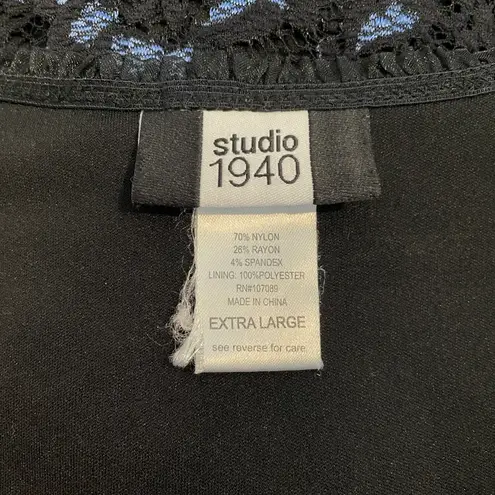 studio
1940
70% NYLON
26% RAYON
4% SPANDEX
LINING: 100%POLYESTER
RN#107089
MADE IN CHINA
EXTRA LARGE
see reverse for care